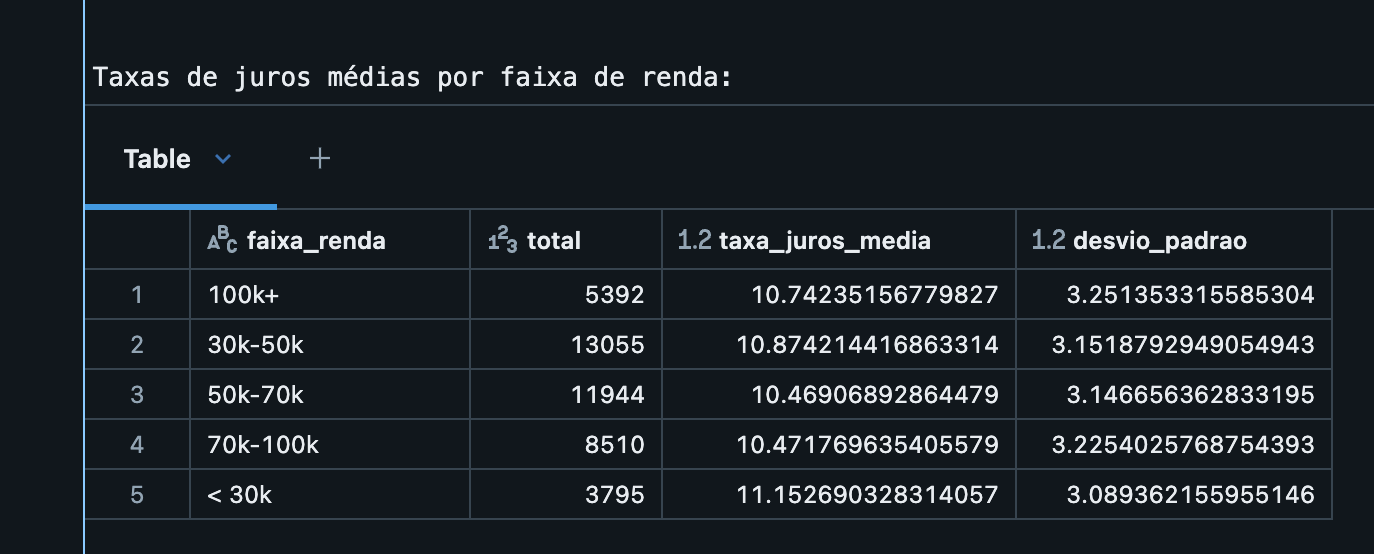 Taxas de juros médias por faixa de renda:
Table +
ABC faixa_renda 123 total 1.2 taxa_juros_media 1.2 desvio_padrao
1 100k+ 5392 10.74235156779827 3.251353315585304
2 30k-50k 13055 10.874214416863314 3.1518792949054943
3 50k-70k 11944 10.46906892864479 3.146656362833195
4 70k-100k 8510 10.471769635405579 3.2254025768754393
5 < 30k 3795 11.152690328314057 3.089362155955146